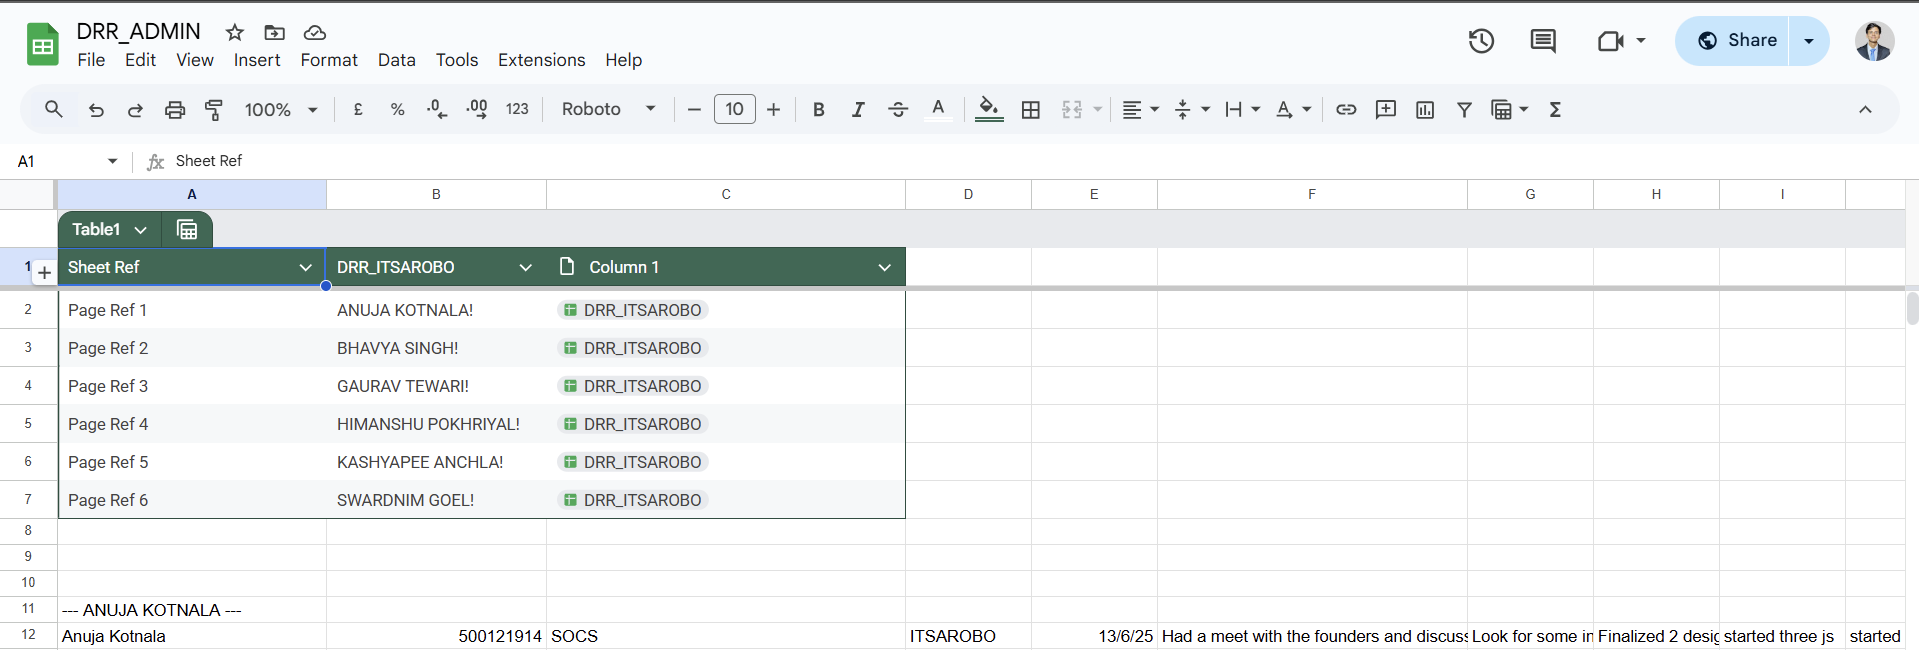 DRR_ADMIN
File Edit View Insert Format Data Tools Extensions Help
Share
100% £ % .0 .00 123 Roboto 10 B I S A
A1 fx Sheet Ref
A B C D E F G H I
Table1
1 Sheet Ref DRR_ITSAROBO Column 1
2 Page Ref 1 ANUJA KOTNALA! DRR_ITSAROBO
3 Page Ref 2 BHAVYA SINGH! DRR_ITSAROBO
4 Page Ref 3 GAURAV TEWARI! DRR_ITSAROBO
5 Page Ref 4 HIMANSHU POKHRIYAL! DRR_ITSAROBO
6 Page Ref 5 KASHYAPEE ANCHLA! DRR_ITSAROBO
7 Page Ref 6 SWARDNIM GOEL! DRR_ITSAROBO
8
9
10
11 --- ANUJA KOTNALA ---
12 Anuja Kotnala 500121914 SOCS ITSAROBO 13/6/25 Had a meet with the founders and discus Look for some in Finalized 2 desig started three js started